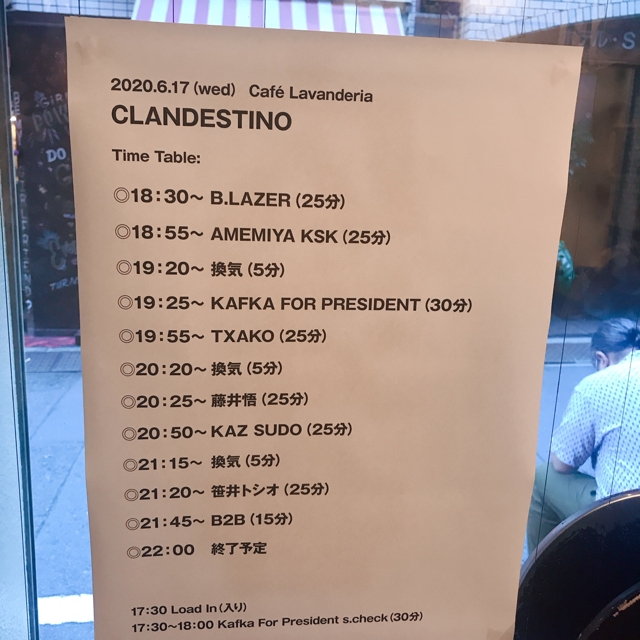 2020.6.17 (wed) Café Lavanderia
CLANDESTINO
Time Table:
◎18:30〜 B.LAZER (25分)
◎18:55〜 AMEMIYA KSK (25分)
◎19:20〜 換気 (5分)
◎19:25〜 KAFKA FOR PRESIDENT (30分)
◎19:55〜 TXAKO (25分)
◎20:20〜 換気 (5分)
◎20:25〜 藤井悟 (25分)
◎20:50〜 KAZ SUDO (25分)
◎21:15〜 換気 (5分)
◎21:20〜 笹井トシオ (25分)
◎21:45〜 B2B (15分)
◎22:00 終了予定
17:30 Load In (入り)
17:30〜18:00 Kafka For President s.check (30分)
DO